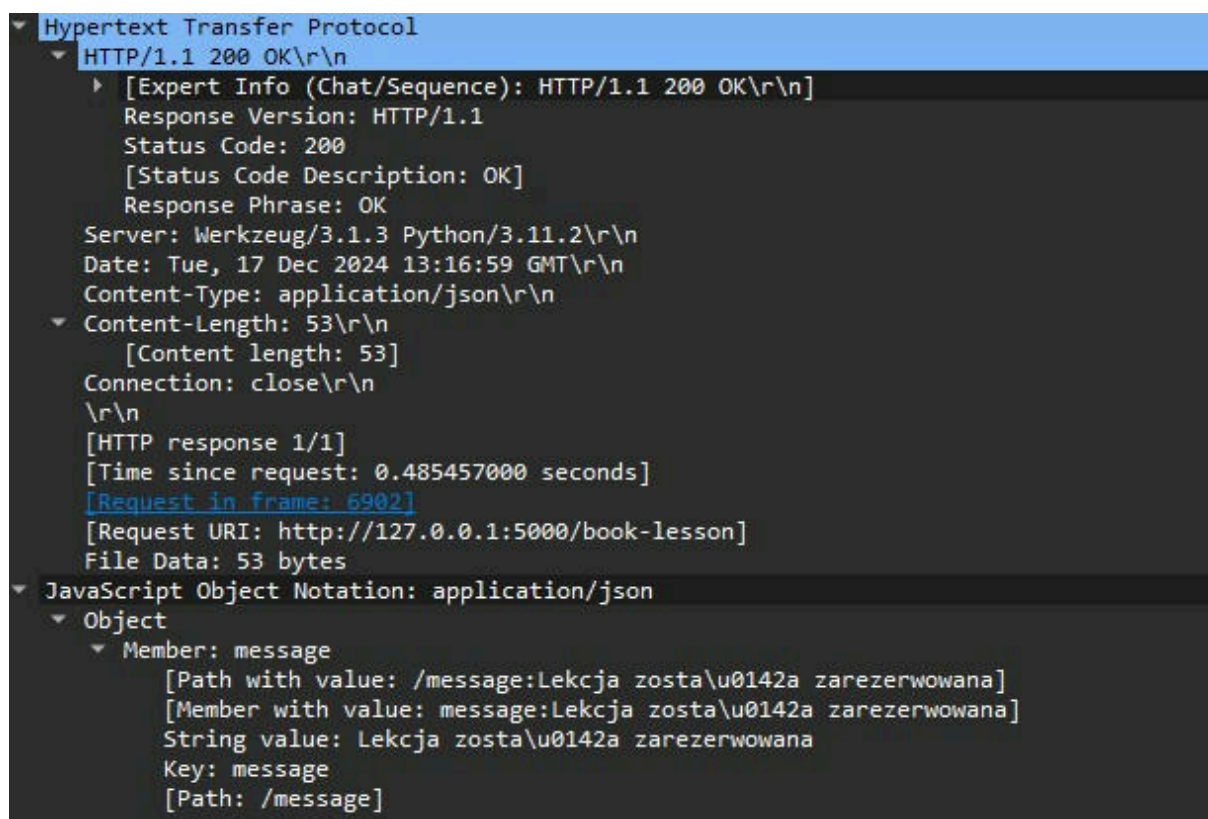 Hypertext Transfer Protocol
HTTP/1.1 200 OK\r\n
[Expert Info (Chat/Sequence): HTTP/1.1 200 OK\r\n]
Response Version: HTTP/1.1
Status Code: 200
[Status Code Description: OK]
Response Phrase: OK
Server: Werkzeug/3.1.3 Python/3.11.2\r\n
Date: Tue, 17 Dec 2024 13:16:59 GMT\r\n
Content-Type: application/json\r\n
Content-Length: 53\r\n
[Content length: 53]
Connection: close\r\n
\r\n
[HTTP response 1/1]
[Time since request: 0.485457000 seconds]
[Request in frame: 6902]
[Request URI: http://127.0.0.1:5000/book-lesson]
File Data: 53 bytes
JavaScript Object Notation: application/json
Object
Member: message
[Path with value: /message:Lekcja zosta\u0142a zarezerwowana]
[Member with value: message:Lekcja zosta\u0142a zarezerwowana]
String value: Lekcja zosta\u0142a zarezerwowana
Key: message
[Path: /message]